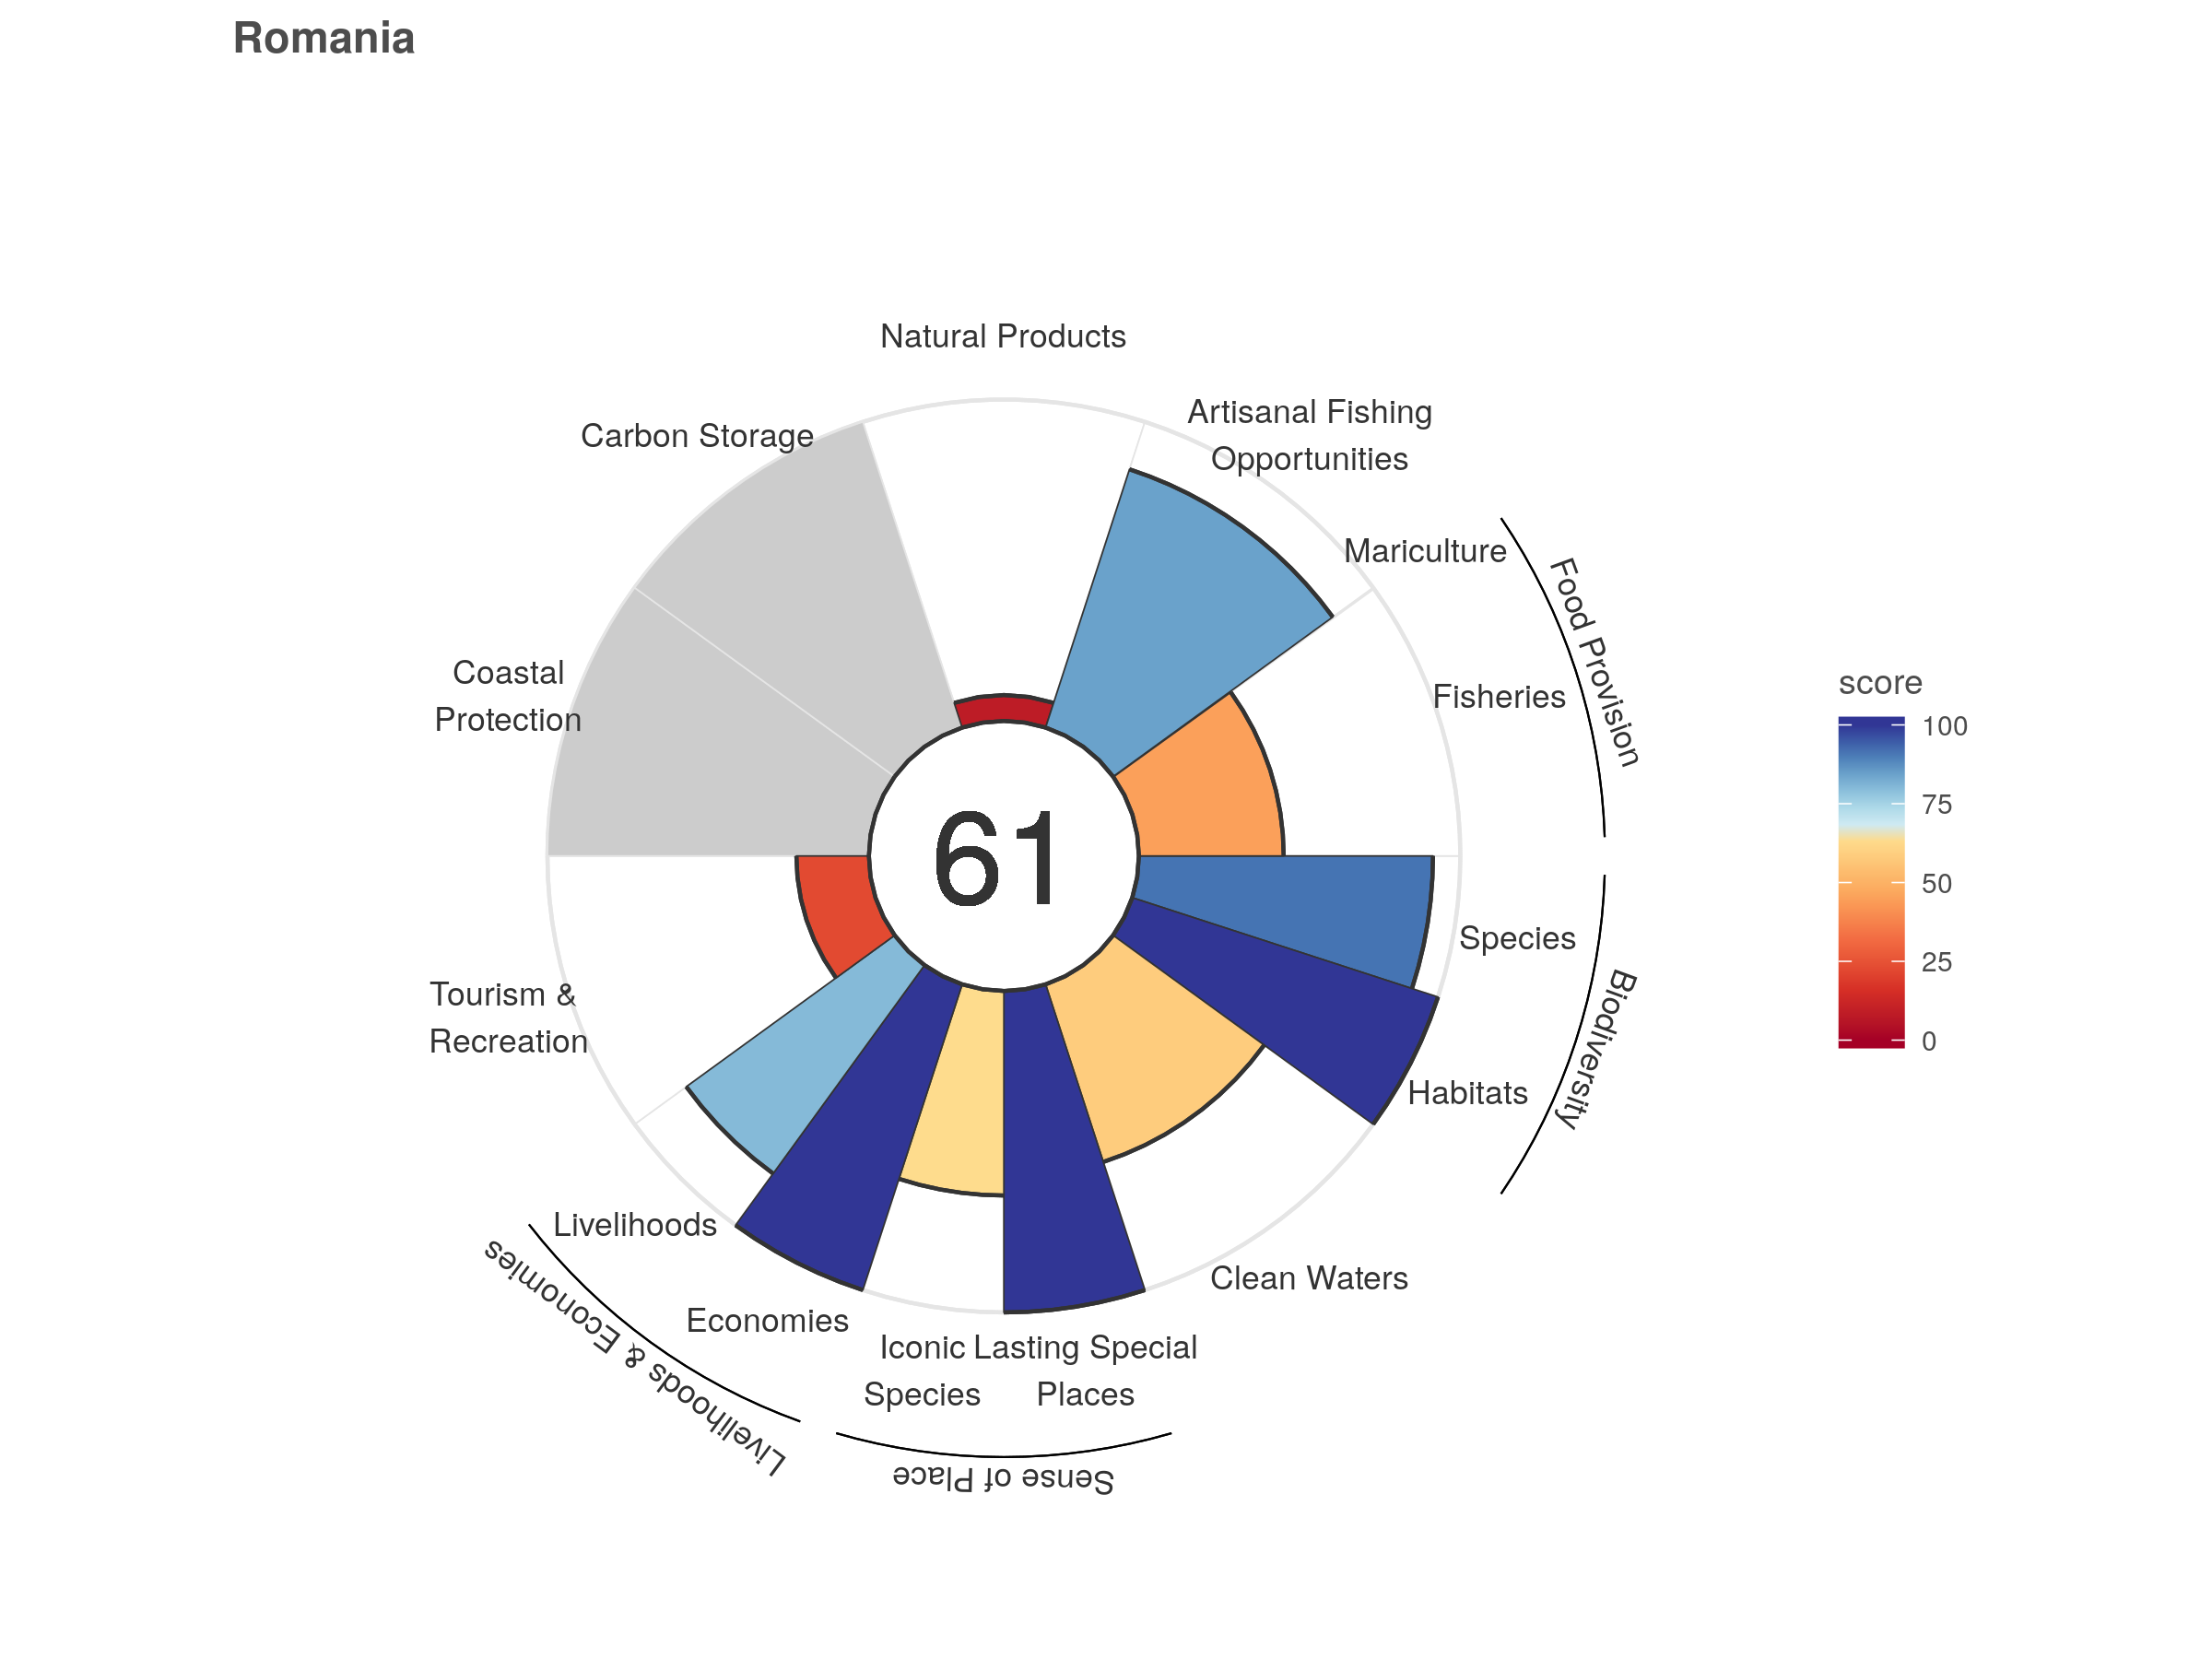 Romania
Natural Products
Artisanal Fishing
Opportunities
Carbon Storage
Mariculture
Food Provision
Fisheries
Coastal
Protection
score
100
75
50
25
0
61
Species
Biodiversity
Habitats
Tourism &
Recreation
Livelihoods
Clean Waters
Economies
Livelihoods & Economies
Iconic
Species
Lasting Special
Places
Sense of Place